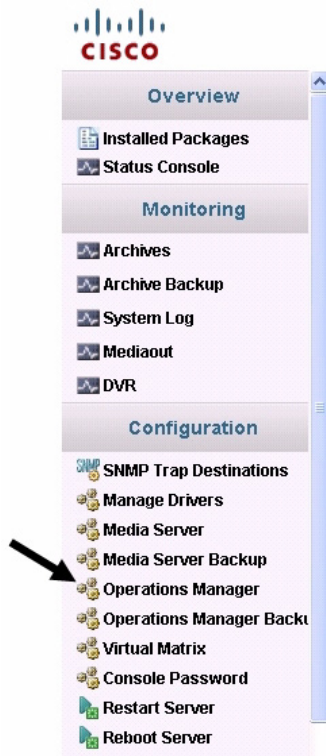 CISCO
Overview
Installed Packages
Status Console
Monitoring
Archives
Archive Backup
System Log
Mediaout
DVR
Configuration
SNMP SNMP Trap Destinations
Manage Drivers
Media Server
Media Server Backup
Operations Manager
Operations Manager Backu
Virtual Matrix
Console Password
Restart Server
Reboot Server